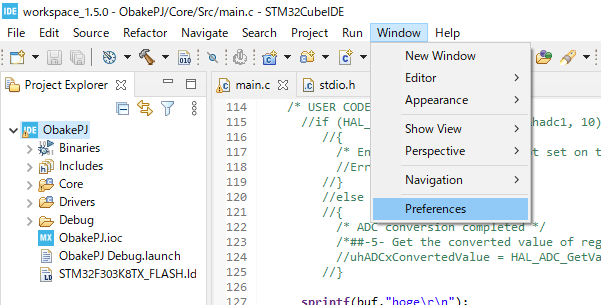 workspace_1.5.0 - ObakePJ/Core/Src/main.c - STM32CubeIDE
File Edit Source Refactor Navigate Search Project Run Window Help
New Window
Editor
Appearance
Show View
Perspective
Navigation
Preferences
Project Explorer
ObakePJ
Binaries
Includes
Core
Drivers
Debug
ObakePJ.ioc
ObakePJ Debug.launch
STM32F303K8TX_FLASH.ld
main.c stdio.h
114 /* USER CODE
115 //if (HAL_ hadc1, 10)
116 //{
117 /* En t set on t
118 //Err
119 //}
120 //else
121 //{
122 /* ADC conversion completed */
123 /*##-5- Get the converted value of reg
124 //uhADCxConvertedValue = HAL_ADC_GetVa
125 //}
126
127 sprintf(buf,"hoge\r\n");